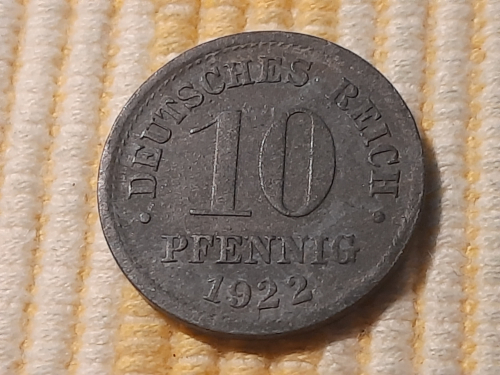 · DEUTSCHES REICH ·
10
PFENNIG
1922